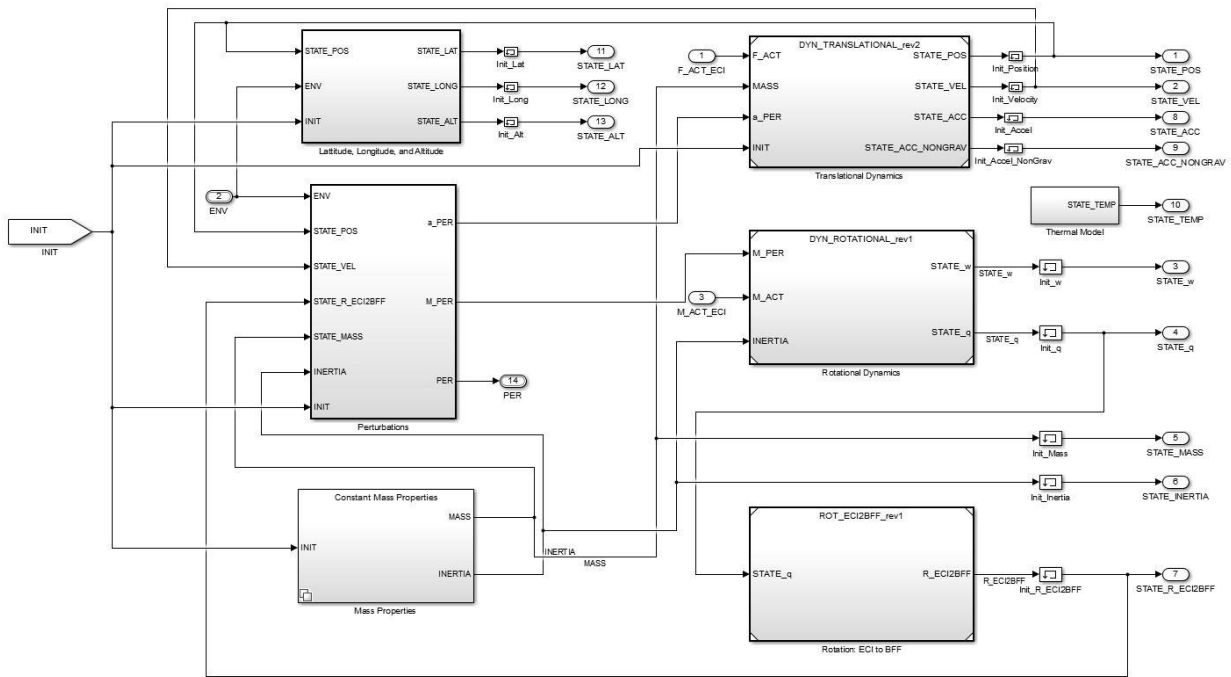 INIT
INIT
2
ENV
STATE_POS
ENV
INIT
STATE_LAT
STATE_LONG
STATE_ALT
Lattitude, Longitude, and Altitude
Init_Lat
Init_Long
Init_Alt
11
STATE_LAT
12
STATE_LONG
13
STATE_ALT
ENV
STATE_POS
STATE_VEL
STATE_R_ECI2BFF
STATE_MASS
INERTIA
INIT
a_PER
M_PER
PER
Perturbations
14
PER
Constant Mass Properties
INIT
MASS
INERTIA
Mass Properties
INERTIA
MASS
1
F_ACT_ECI
DYN_TRANSLATIONAL_rev2
F_ACT
MASS
a_PER
INIT
STATE_POS
STATE_VEL
STATE_ACC
STATE_ACC_NONGRAV
Translational Dynamics
Init_Position
Init_Velocity
Init_Accel
Init_Accel_NonGrav
1
STATE_POS
2
STATE_VEL
8
STATE_ACC
9
STATE_ACC_NONGRAV
STATE_TEMP
Thermal Model
10
STATE_TEMP
3
M_ACT_ECI
DYN_ROTATIONAL_rev1
M_PER
M_ACT
INERTIA
STATE_w
STATE_q
Rotational Dynamics
STATE_w
STATE_q
Init_w
Init_q
3
STATE_w
4
STATE_q
Init_Mass
Init_Inertia
5
STATE_MASS
6
STATE_INERTIA
ROT_ECI2BFF_rev1
STATE_q
R_ECI2BFF
Rotation: ECI to BFF
R_ECI2BFF
Init_R_ECI2BFF
7
STATE_R_ECI2BFF